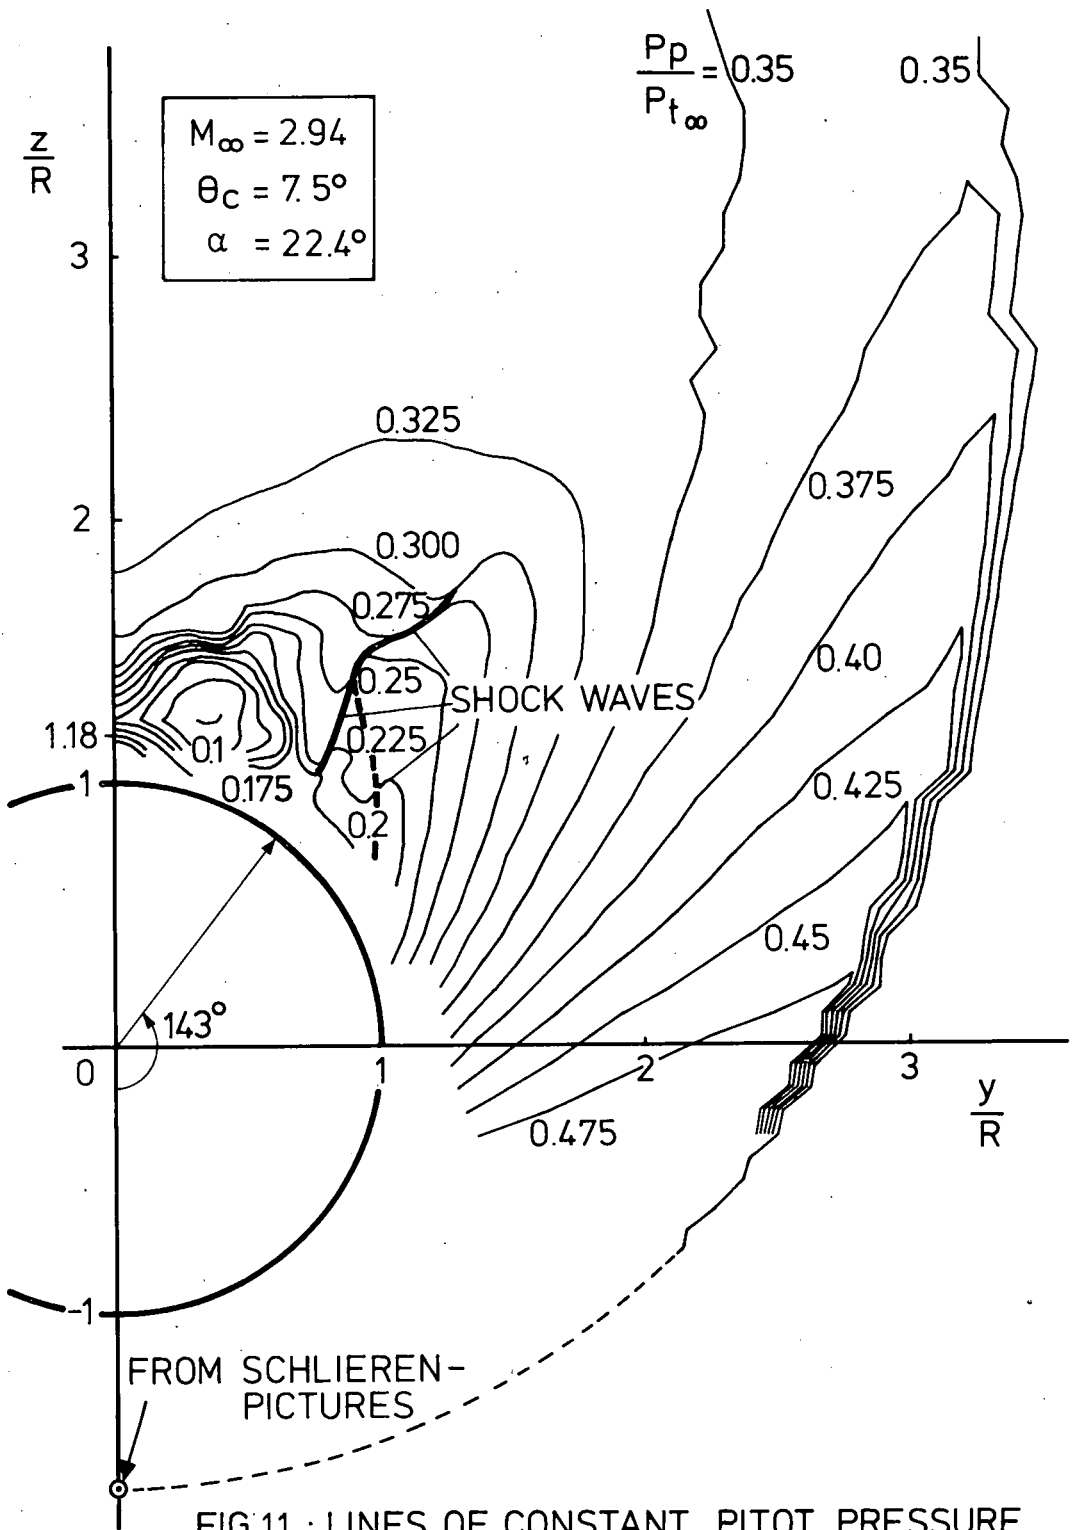 Pp
Pt∞
= 0.35
0.35
z
R
M∞ = 2.94
θc = 7.5°
α = 22.4°
3
0.325
0.375
2
0.300
0.275
0.40
0.25
SHOCK WAVES
1.18
0.1
0.225
0.175
1
0.425
0.2
0.45
143°
0
1
2
3
y
R
0.475
-1
FROM SCHLIEREN-
PICTURES
FIG.11 : LINES OF CONSTANT PITOT PRESSURE